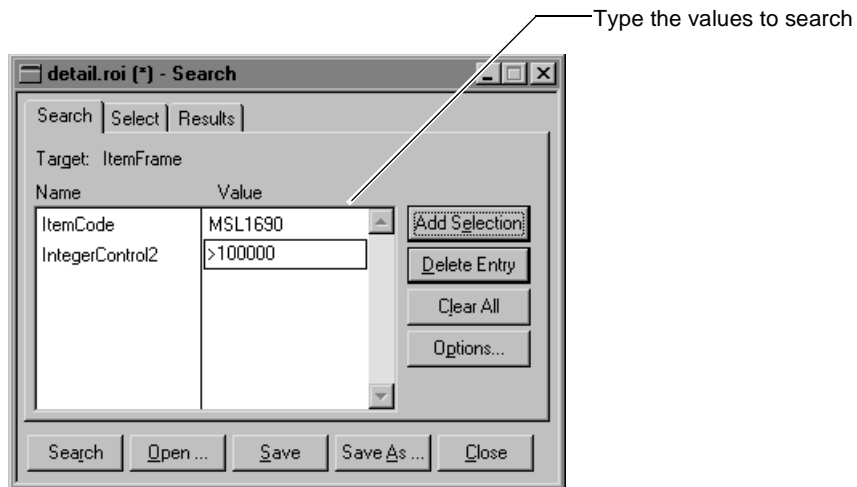 Type the values to search
detail.roi (*) - Search
Search Select Results
Target: ItemFrame
Name Value
ItemCode MSL1690
IntegerControl2 >100000
Add Selection
Delete Entry
Clear All
Options...
Search Open ... Save Save As ... Close